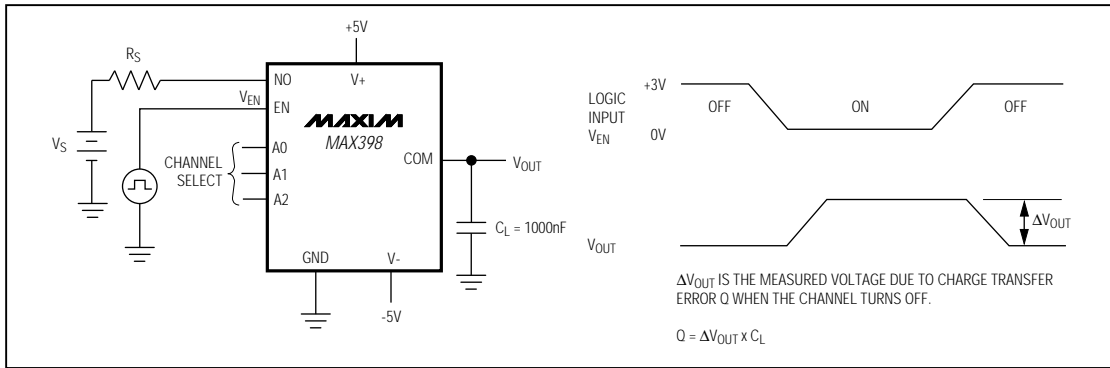 +5V
RS
NO
V+
VEN
EN
VS
MAXIM
MAX398
A0
CHANNEL
SELECT
A1
A2
COM
VOUT
CL = 1000nF
GND
V-
-5V
+3V
LOGIC
INPUT
VEN
0V
OFF
ON
OFF
VOUT
ΔVOUT
ΔVOUT IS THE MEASURED VOLTAGE DUE TO CHARGE TRANSFER
ERROR Q WHEN THE CHANNEL TURNS OFF.
Q = ΔVOUT x CL